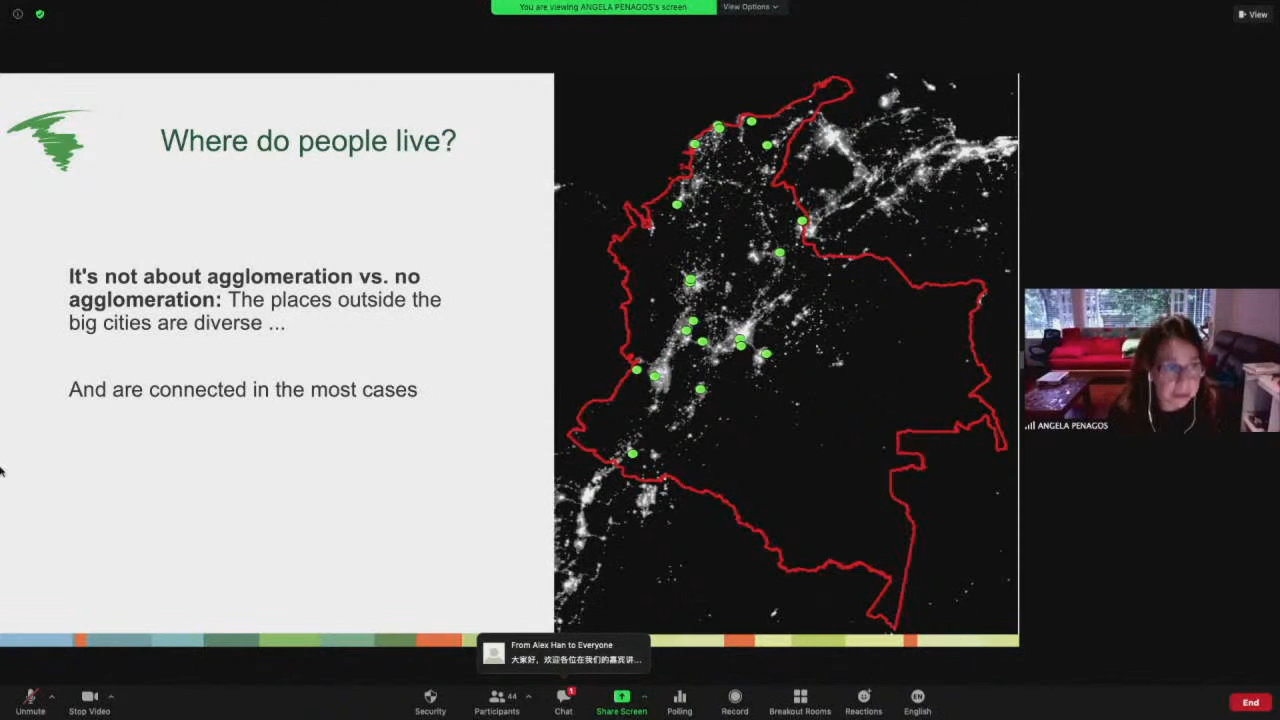 You are viewing ANGELA PENAGOS's screen
View Options
View
Where do people live?
It's not about agglomeration vs. no
agglomeration: The places outside the
big cities are diverse ...
And are connected in the most cases
ANGELA PENAGOS
From Alex Han to Everyone
大家好，欢迎各位在我们的嘉宾讲...
1
44
EN
Unmute
Stop Video
Security
Participants
Chat
Share Screen
Polling
Record
Breakout Rooms
Reactions
English
End